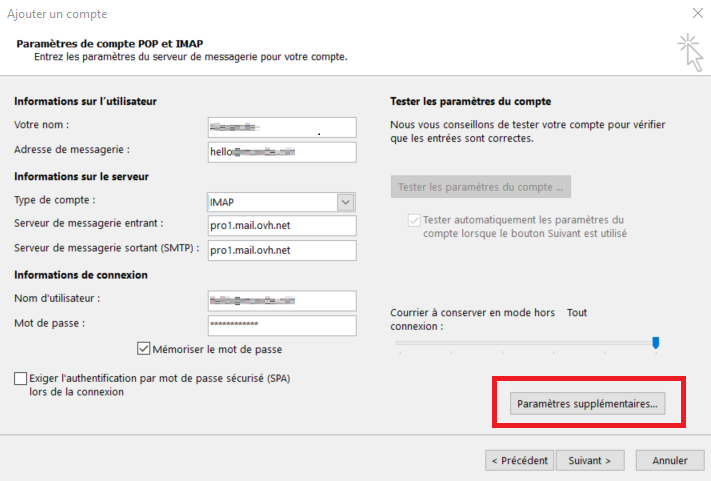 Ajouter un compte
Paramètres de compte POP et IMAP
Entrez les paramètres du serveur de messagerie pour votre compte.
Informations sur l'utilisateur
Votre nom :
Adresse de messagerie :
hello
Informations sur le serveur
Type de compte :
IMAP
Serveur de messagerie entrant :
pro1.mail.ovh.net
Serveur de messagerie sortant (SMTP) :
pro1.mail.ovh.net
Informations de connexion
Nom d'utilisateur :
Mot de passe :
************
Mémoriser le mot de passe
Exiger l'authentification par mot de passe sécurisé (SPA)
lors de la connexion
Tester les paramètres du compte
Nous vous conseillons de tester votre compte pour vérifier
que les entrées sont correctes.
Tester les paramètres du compte ...
Tester automatiquement les paramètres du
compte lorsque le bouton Suivant est utilisé
Courrier à conserver en mode hors
connexion :
Tout
Paramètres supplémentaires...
< Précédent
Suivant >
Annuler